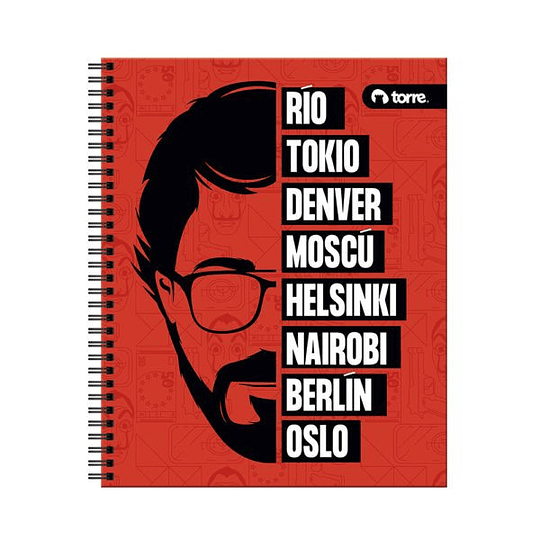 torre.
RÍO
TOKIO
DENVER
MOSCÚ
HELSINKI
NAIROBI
BERLÍN
OSLO